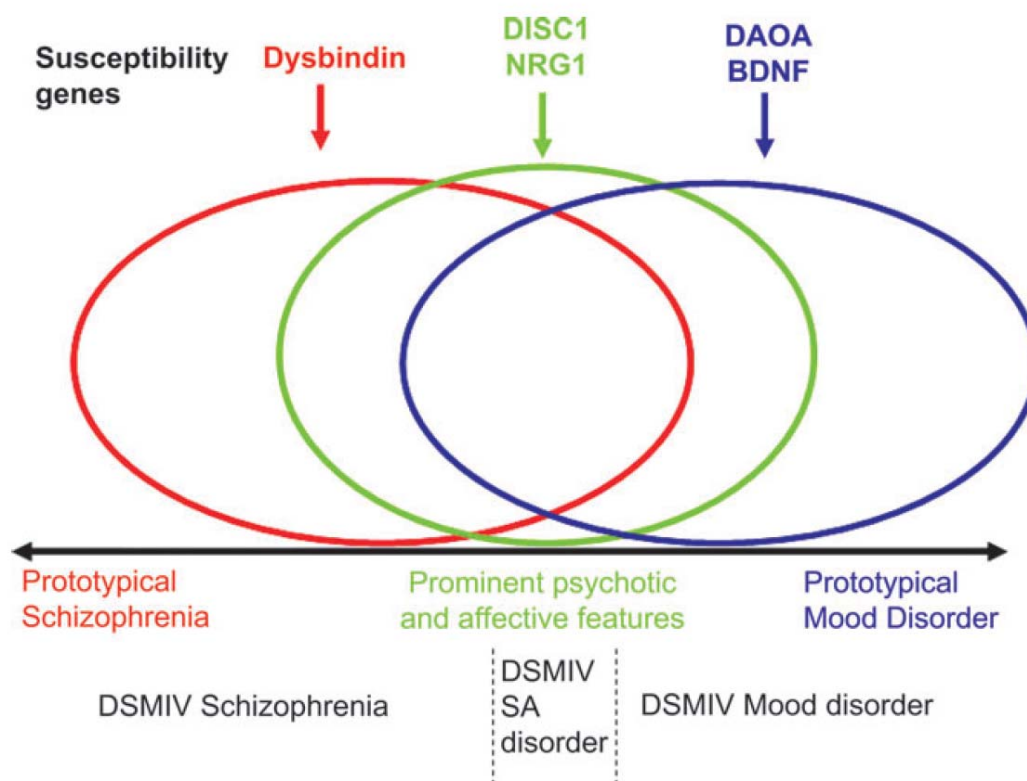 Susceptibility
genes
Dysbindin
DISC1
NRG1
DAOA
BDNF
Prototypical
Schizophrenia
Prominent psychotic
and affective features
Prototypical
Mood Disorder
DSMIV Schizophrenia
DSMIV
SA
disorder
DSMIV Mood disorder